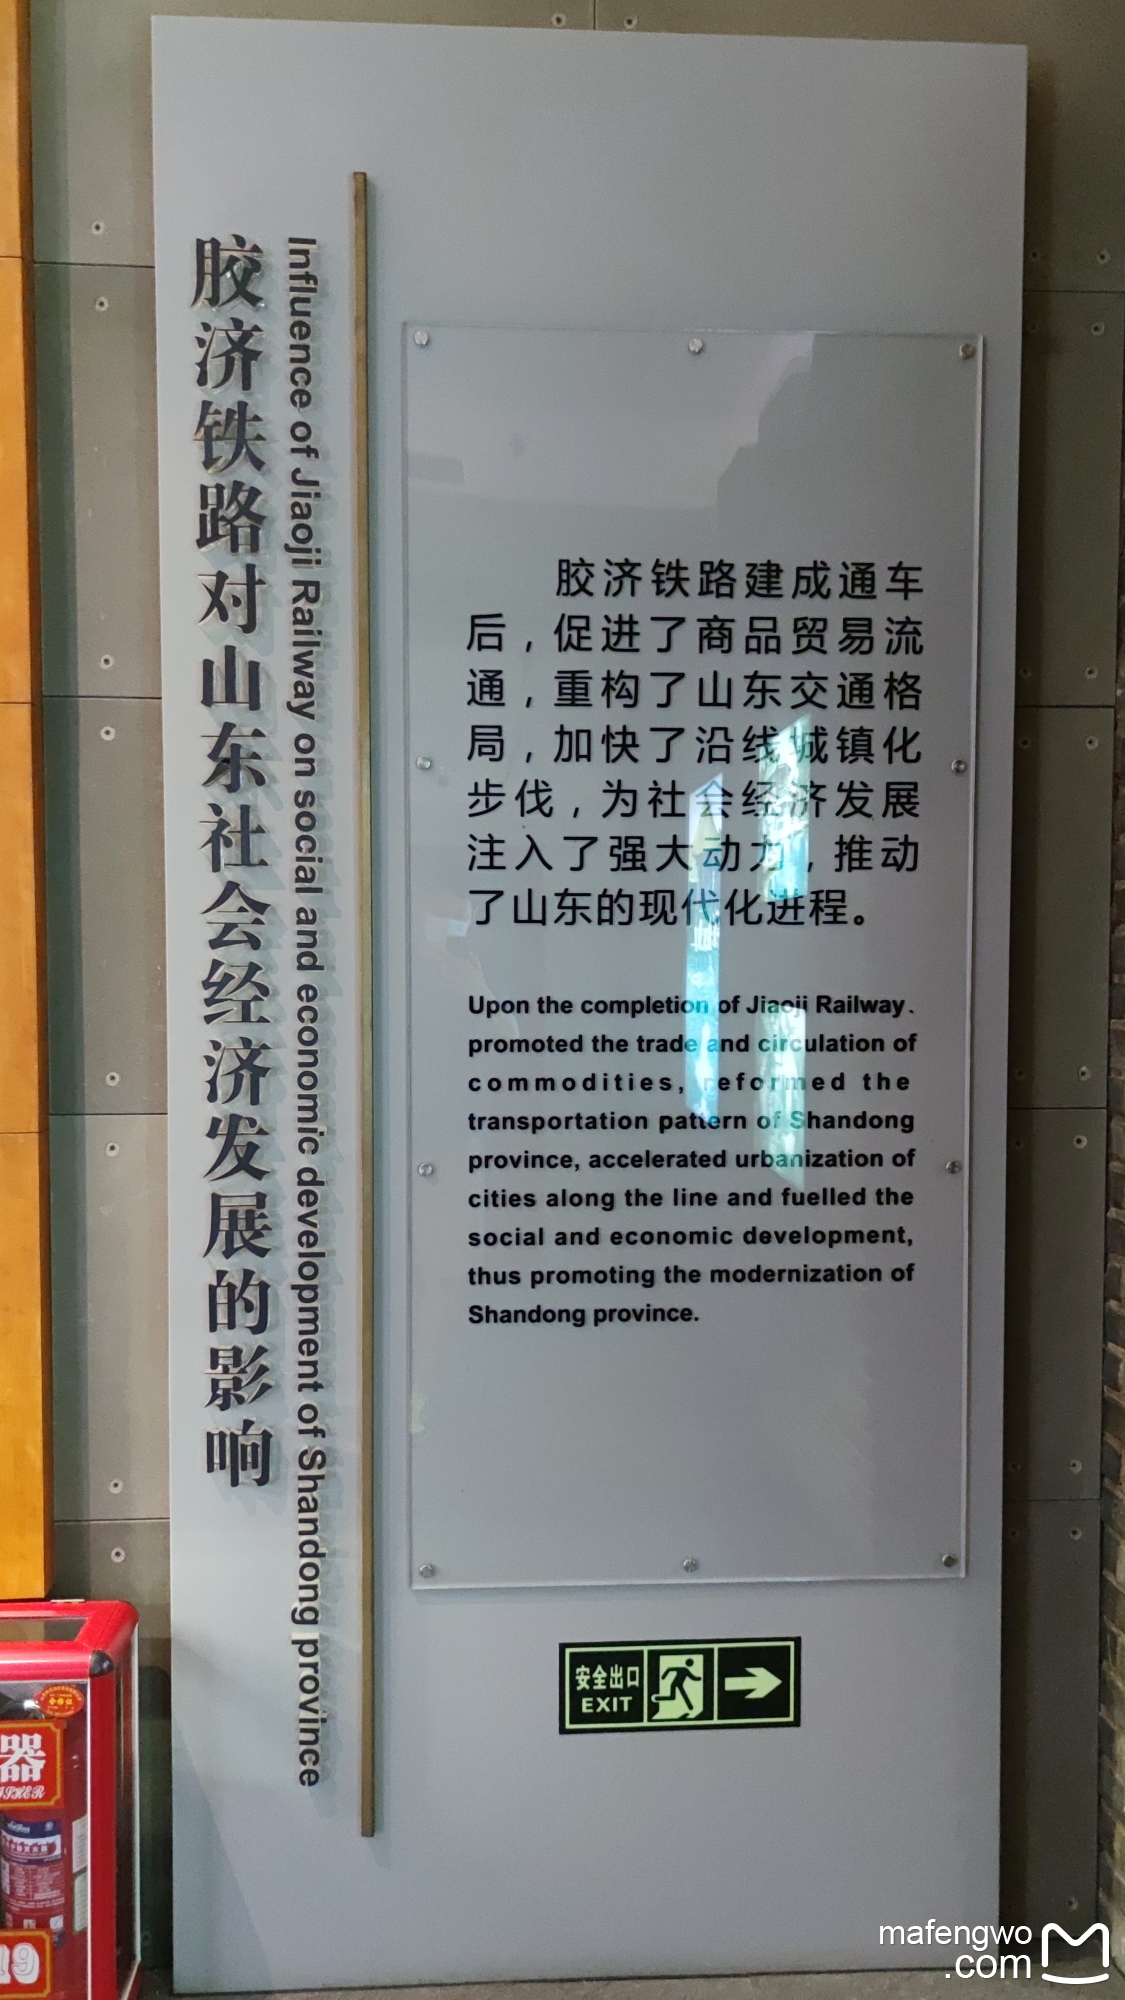 胶济铁路对山东社会经济发展的影响
Influence of Jiaoji Railway on social and economic development of Shandong province
胶济铁路建成通车
后，促进了商品贸易流
通，重构了山东交通格
局，加快了沿线城镇化
步伐，为社会经济发展
注入了强大动力，推动
了山东的现代化进程。
Upon the completion of Jiaoji Railway.
promoted the trade and circulation of
commodities, reformed the
transportation pattern of Shandong
province, accelerated urbanization of
cities along the line and fuelled the
social and economic development,
thus promoting the modernization of
Shandong province.
安全出口
EXIT
器
19
mafengwo
.com